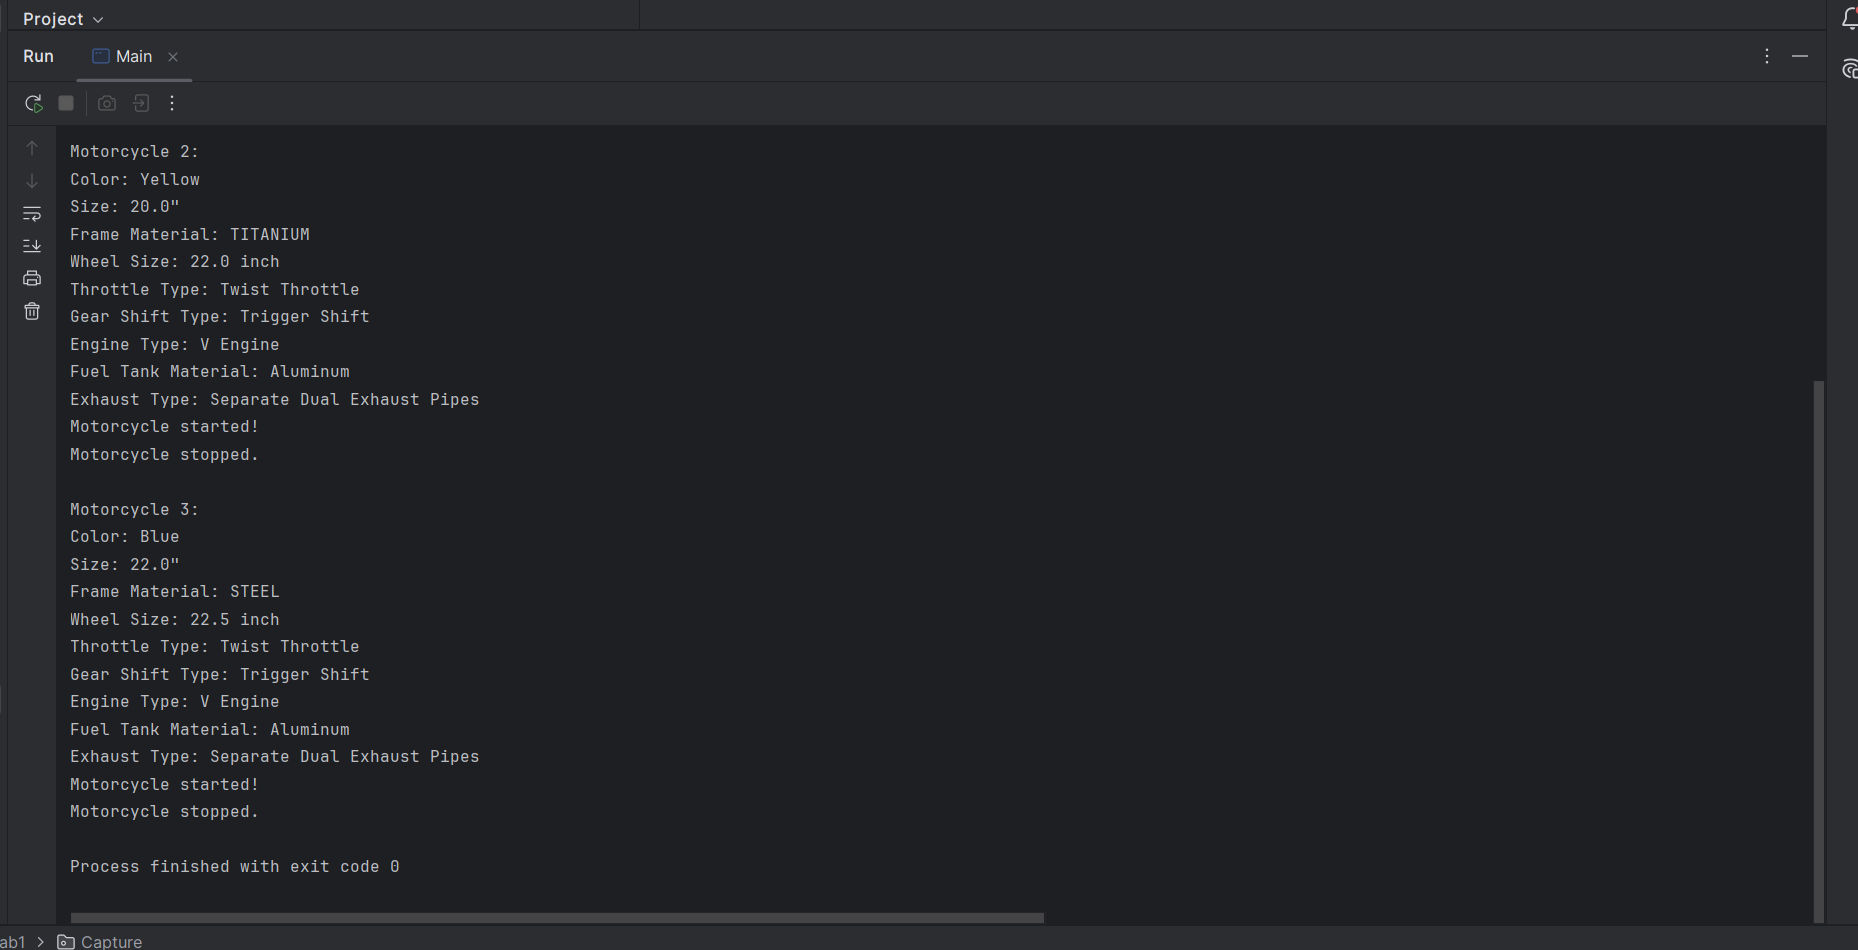 Project
Run
Main
Motorcycle 2:
Color: Yellow
Size: 20.0"
Frame Material: TITANIUM
Wheel Size: 22.0 inch
Throttle Type: Twist Throttle
Gear Shift Type: Trigger Shift
Engine Type: V Engine
Fuel Tank Material: Aluminum
Exhaust Type: Separate Dual Exhaust Pipes
Motorcycle started!
Motorcycle stopped.
Motorcycle 3:
Color: Blue
Size: 22.0"
Frame Material: STEEL
Wheel Size: 22.5 inch
Throttle Type: Twist Throttle
Gear Shift Type: Trigger Shift
Engine Type: V Engine
Fuel Tank Material: Aluminum
Exhaust Type: Separate Dual Exhaust Pipes
Motorcycle started!
Motorcycle stopped.
Process finished with exit code 0
ab1 > Capture